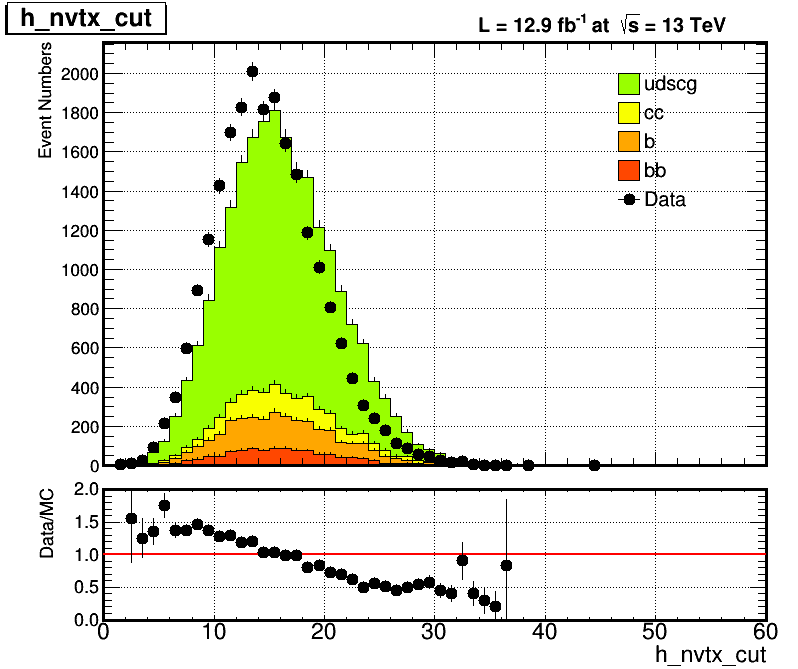 h_nvtx_cut
L = 12.9 fb⁻¹ at √s = 13 TeV
Event Numbers
2000
1800
1600
1400
1200
1000
800
600
400
200
0
udscg
cc
b
bb
Data
Data/MC
2.0
1.5
1.0
0.5
0.0
0 10 20 30 40 50 60
h_nvtx_cut